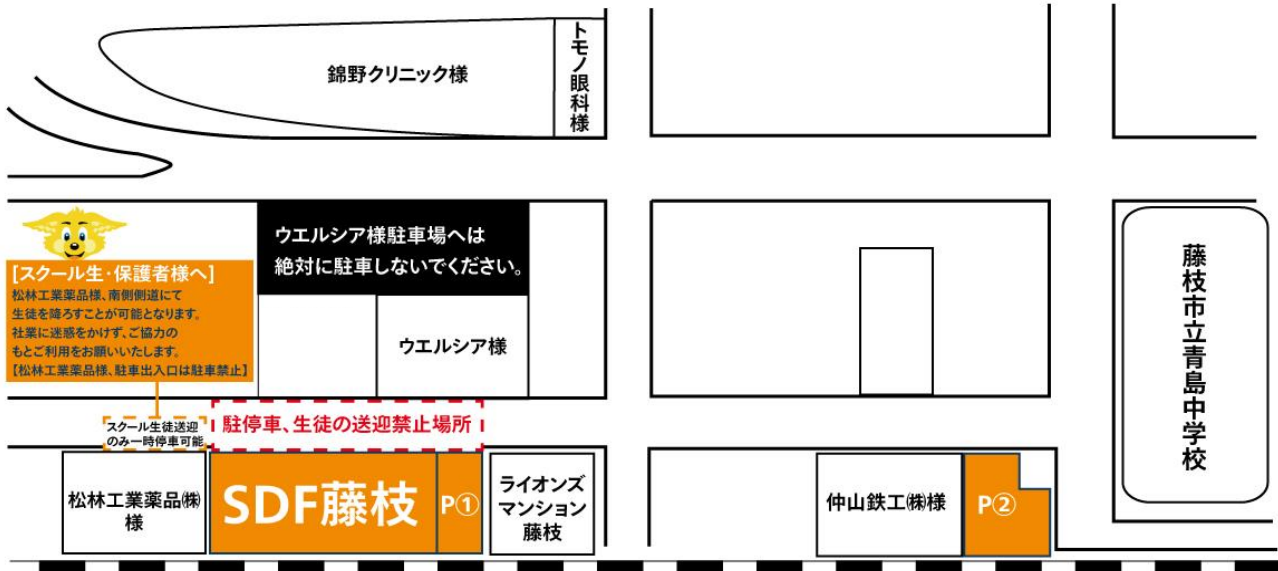 錦野クリニック様
トモノ眼科様
ウエルシア様駐車場へは
絶対に駐車しないでください。
[スクール生・保護者様へ]
松林工業薬品様、南側側道にて
生徒を降ろすことが可能となります。
社業に迷惑をかけず、ご協力の
もとご利用をお願いいたします。
【松林工業薬品様、駐車出入口は駐車禁止】
ウエルシア様
藤枝市立青島中学校
スクール生徒送迎
のみ一時停車可能
駐停車、生徒の送迎禁止場所
松林工業薬品㈱
様
SDF藤枝
P①
ライオンズ
マンション
藤枝
仲山鉄工㈱様
P②